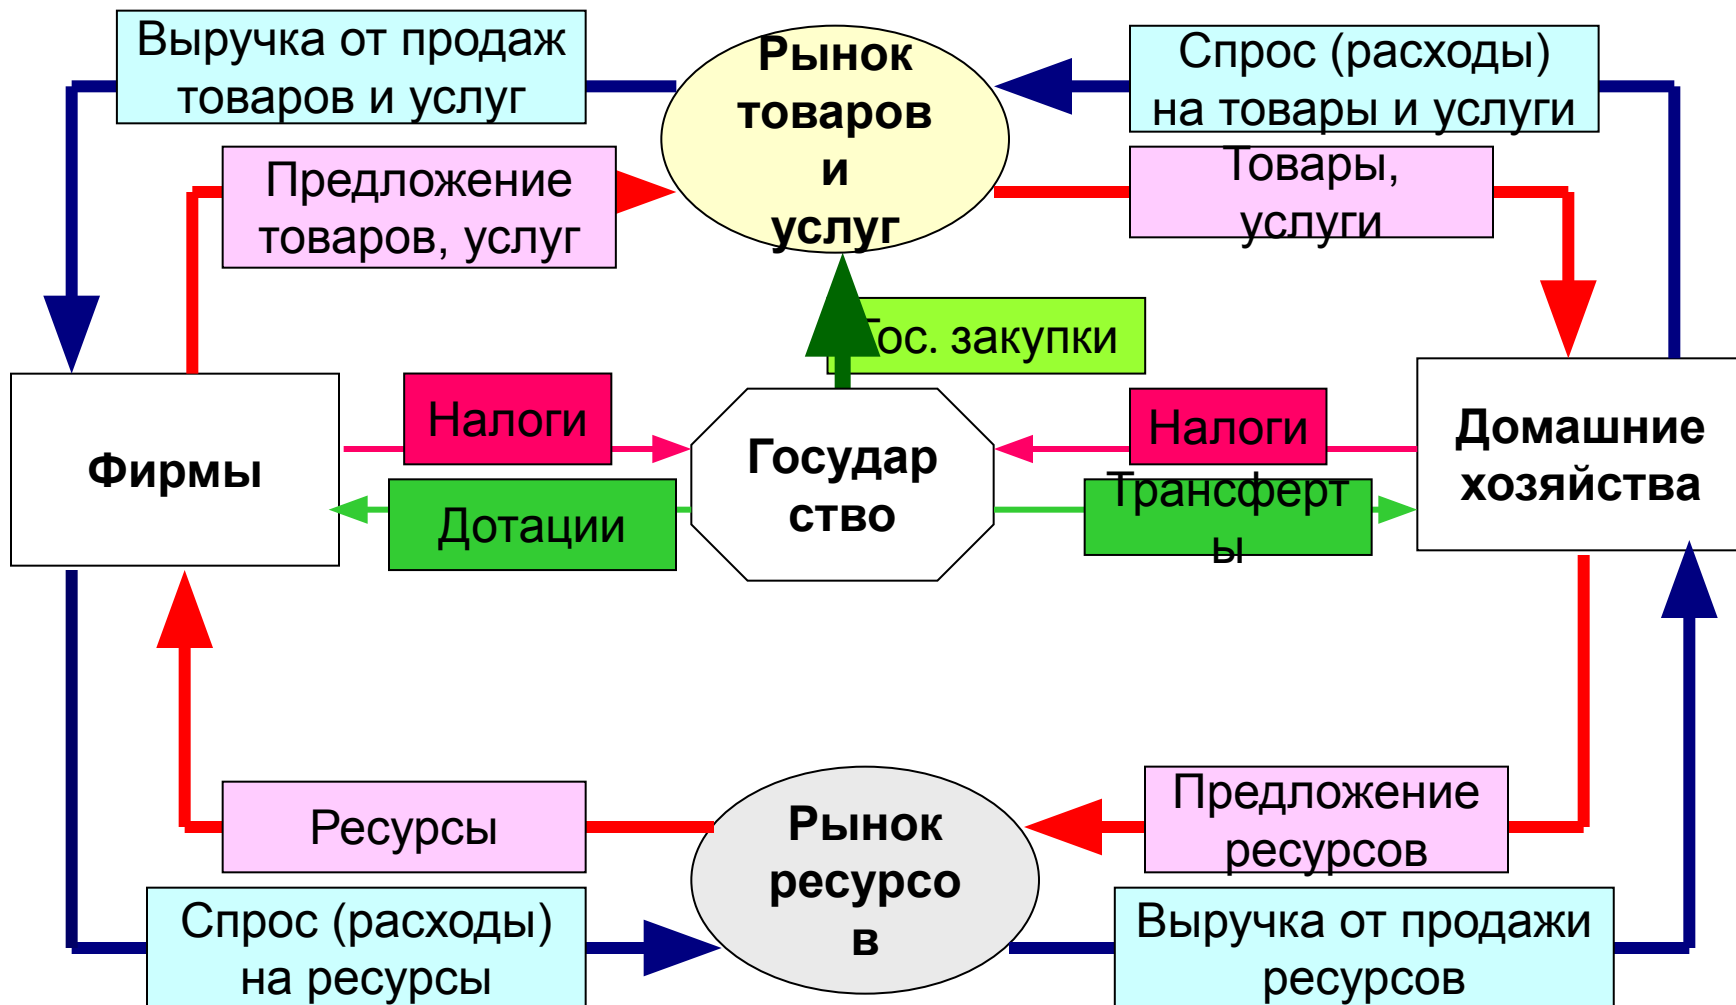 Выручка от продаж
товаров и услуг
Рынок
товаров
и
услуг
Спрос (расходы)
на товары и услуги
Предложение
товаров, услуг
Товары,
услуги
Гос. закупки
Фирмы
Налоги
Дотации
Государ
ство
Налоги
Трансферт
ы
Домашние
хозяйства
Ресурсы
Рынок
ресурсо
в
Предложение
ресурсов
Спрос (расходы)
на ресурсы
Выручка от продажи
ресурсов